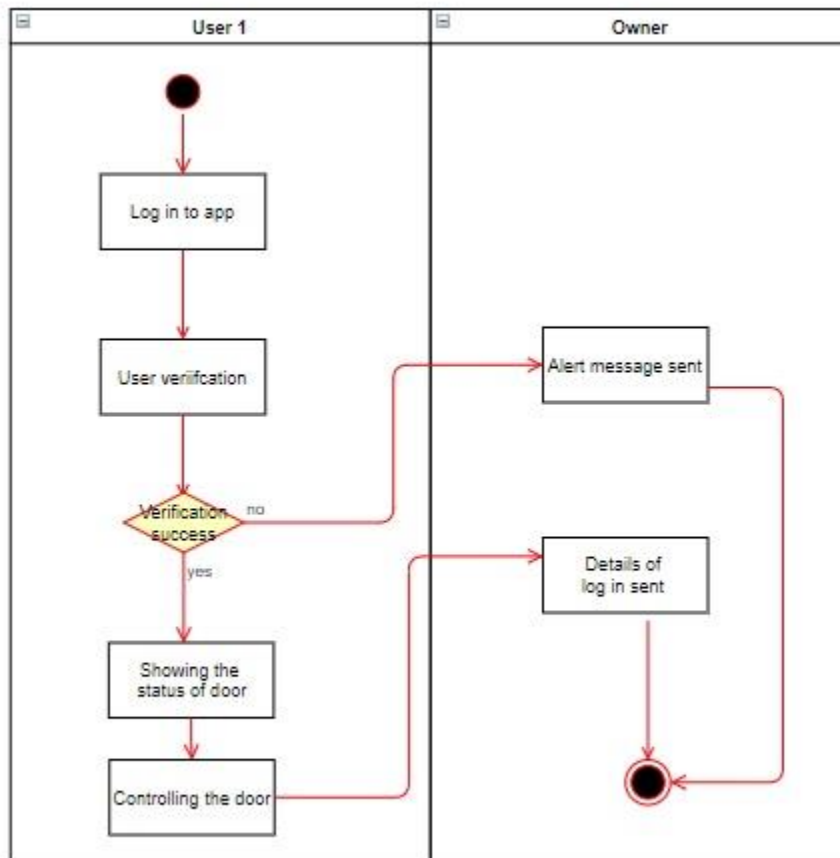 User 1
Owner
Log in to app
User veriifcation
Alert message sent
Verification
success
no
yes
Details of
log in sent
Showing the
status of door
Controlling the door